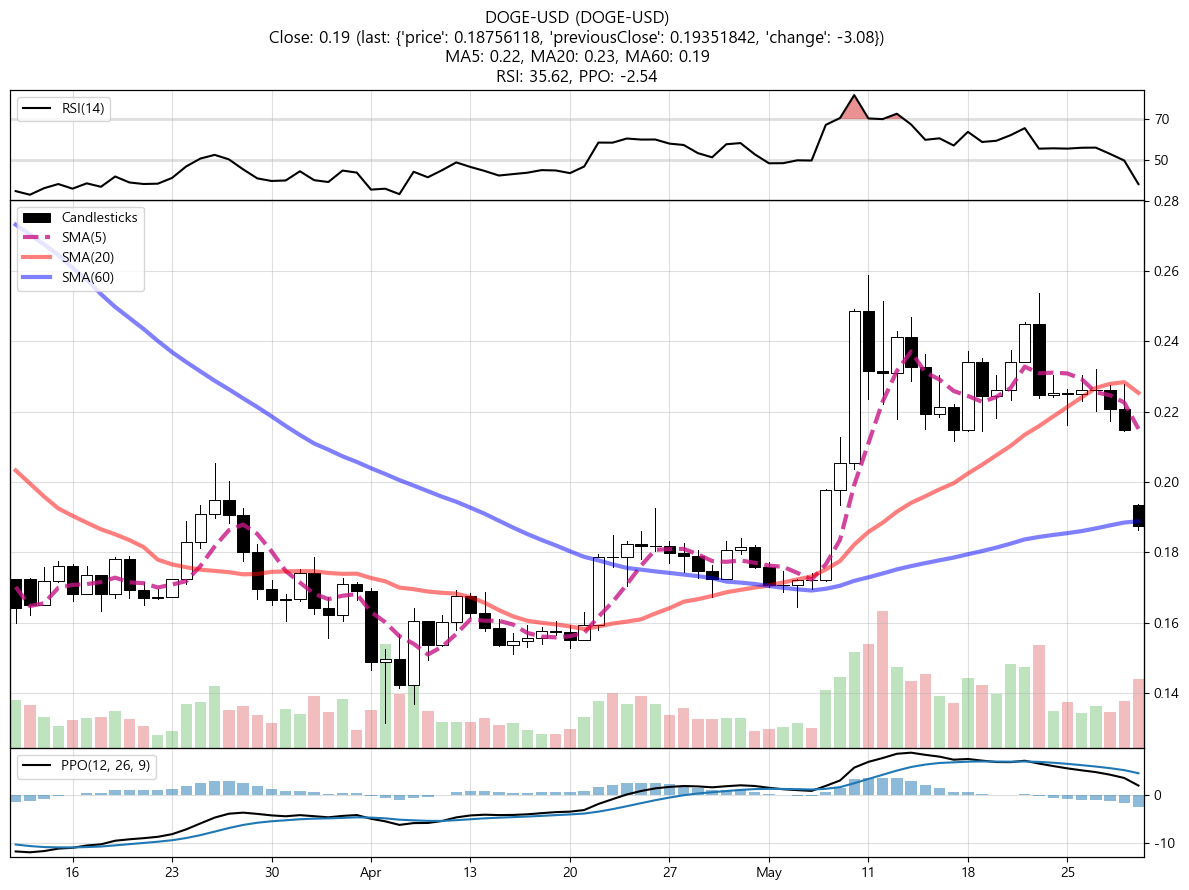 DOGE-USD (DOGE-USD)
Close: 0.19 (last: {'price': 0.18756118, 'previousClose': 0.19351842, 'change': -3.08})
MA5: 0.22, MA20: 0.23, MA60: 0.19
RSI: 35.62, PPO: -2.54
RSI(14)
70
50
0.28
Candlesticks
SMA(5)
SMA(20)
SMA(60)
0.26
0.24
0.22
0.20
0.18
0.16
0.14
PPO(12, 26, 9)
0
-10
16 23 30 Apr 13 20 27 May 11 18 25